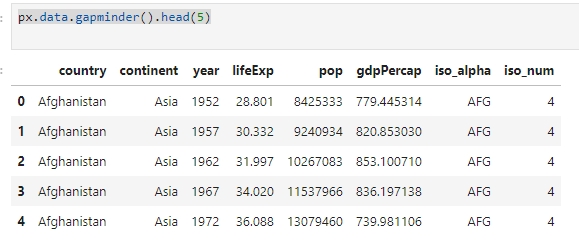 px.data.gapminder().head(5)
country continent year lifeExp pop gdpPercap iso_alpha iso_num
0 Afghanistan Asia 1952 28.801 8425333 779.445314 AFG 4
1 Afghanistan Asia 1957 30.332 9240934 820.853030 AFG 4
2 Afghanistan Asia 1962 31.997 10267083 853.100710 AFG 4
3 Afghanistan Asia 1967 34.020 11537966 836.197138 AFG 4
4 Afghanistan Asia 1972 36.088 13079460 739.981106 AFG 4